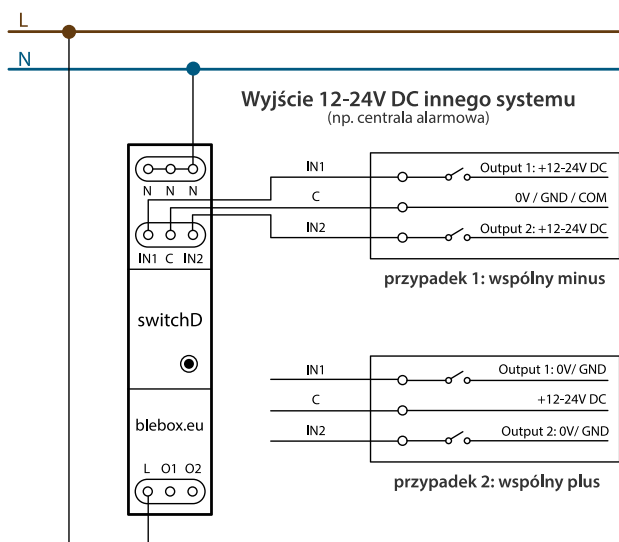 L
N
Wyjście 12-24V DC innego systemu
(np. centrala alarmowa)
N N N
IN1 C IN2
switchD
blebox.eu
L O1 O2
IN1
Output 1: +12-24V DC
C
0V / GND / COM
IN2
Output 2: +12-24V DC
przypadek 1: wspólny minus
IN1
Output 1: 0V/ GND
C
+12-24V DC
IN2
Output 2: 0V/ GND
przypadek 2: wspólny plus